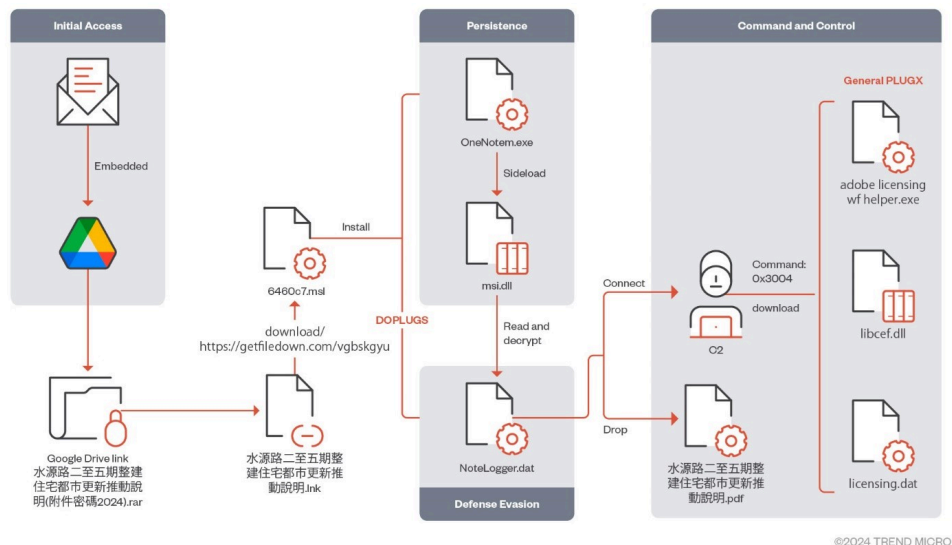 Initial Access
Embedded
Google Drive link
水源路二至五期整建
住宅都市更新推動說
明(附件密碼2024).rar
6460c7.msl
download/
https://getfiledown.com/vgbskgyu
水源路二至五期整
建住宅都市更新推
動說明.lnk
Install
DOPLUGS
Persistence
OneNotem.exe
Sideload
msi.dll
Read and
decrypt
NoteLogger.dat
Defense Evasion
Connect
Drop
Command and Control
C2
Command:
0x3004
download
水源路二至五期整
建住宅都市更新推
動說明.pdf
General PLUGX
adobe licensing
wf helper.exe
libcef.dll
licensing.dat
©2024 TREND MICRO